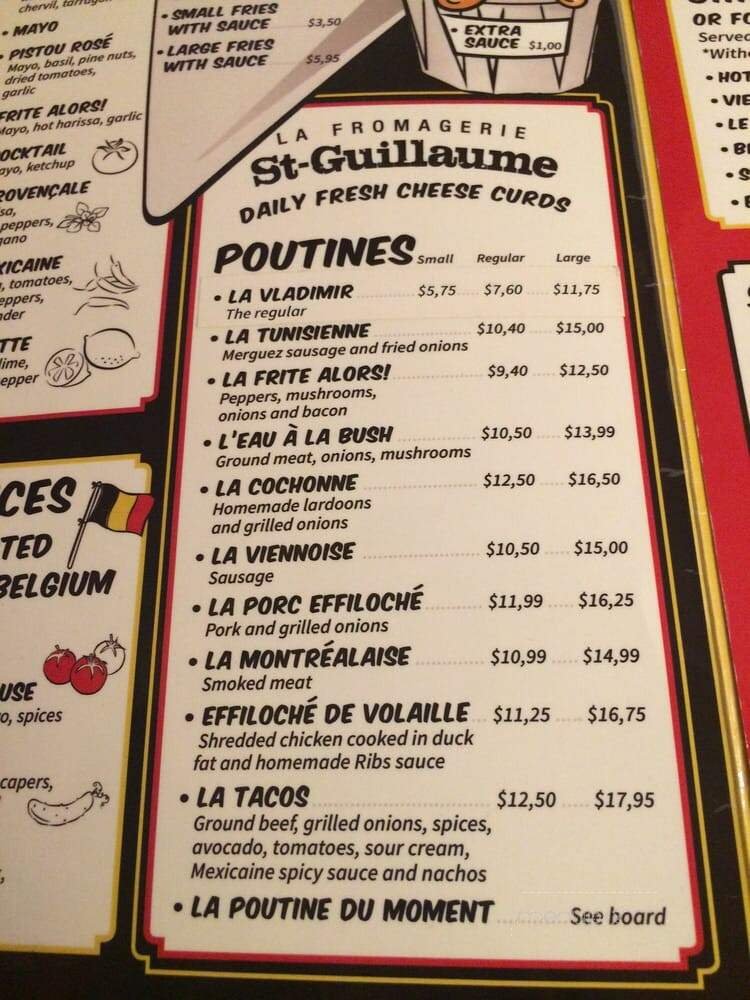 chervil, tarragon
• MAYO
• PISTOU ROSÉ
Mayo, basil, pine nuts,
dried tomatoes,
garlic
FRITE ALORS!
Mayo, hot harissa, garlic
COCKTAIL
Mayo, ketchup
peppers,
tomatoes,
peppers,
lime,
TED
BELGIUM
spices
capers,
• SMALL FRIES
WITH SAUCE $3,50
• LARGE FRIES
WITH SAUCE $5,95
• EXTRA
SAUCE $1,00
LA FROMAGERIE
St-Guillaume
DAILY FRESH CHEESE CURDS
POUTINES Small Regular Large
• LA VLADIMIR $5,75 $7,60 $11,75
The regular
• LA TUNISIENNE $10,40 $15,00
Merguez sausage and fried onions
• LA FRITE ALORS! $9,40 $12,50
Peppers, mushrooms,
onions and bacon
• L'EAU À LA BUSH $10,50 $13,99
Ground meat, onions, mushrooms
• LA COCHONNE $12,50 $16,50
Homemade lardoons
and grilled onions
• LA VIENNOISE $10,50 $15,00
Sausage
• LA PORC EFFILOCHÉ $11,99 $16,25
Pork and grilled onions
• LA MONTRÉALAISE $10,99 $14,99
Smoked meat
• EFFILOCHÉ DE VOLAILLE $11,25 $16,75
Shredded chicken cooked in duck
fat and homemade Ribs sauce
• LA TACOS $12,50 $17,95
Ground beef, grilled onions, spices,
avocado, tomatoes, sour cream,
Mexicaine spicy sauce and nachos
• LA POUTINE DU MOMENT See board
OR FO
Served
• HOT
• VIE
• LE